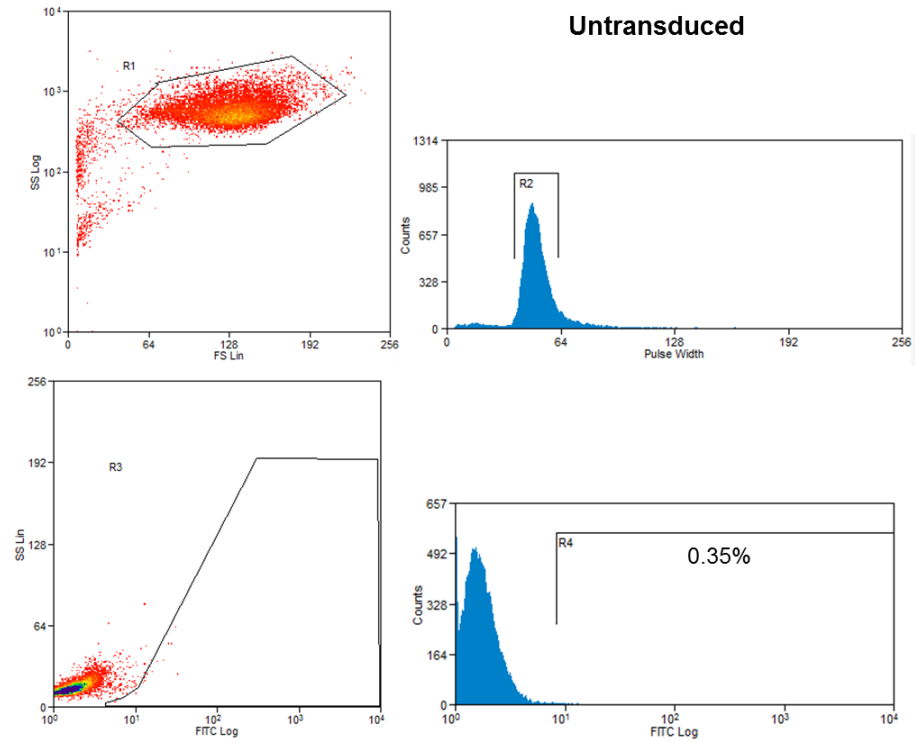 Untransduced
10⁴
10³
10²
10¹
10⁰
SS Log
R1
0 64 128 192 256
FS Lin
1314
985
657
328
0
Counts
R2
0 64 128 192 256
Pulse Width
256
192
128
64
0
SS Lin
R3
10⁰ 10¹ 10² 10³ 10⁴
FITC Log
657
492
328
164
0
Counts
R4
0.35%
10⁰ 10¹ 10² 10³ 10⁴
FITC Log